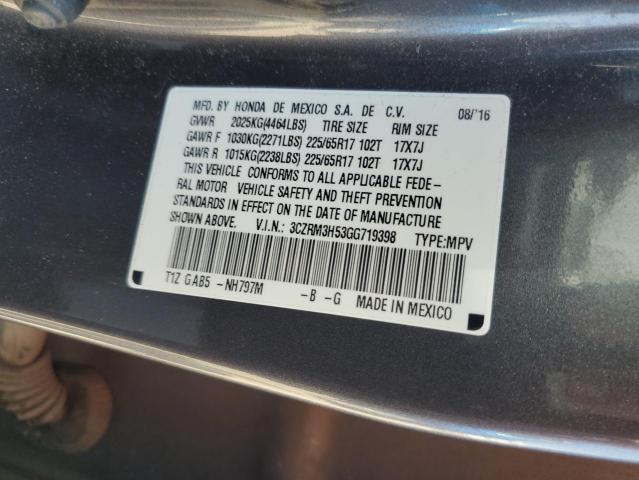 MFD. BY HONDA DE MEXICO S.A. DE C.V. 08/'16
GVWR 2025KG(4464LBS) TIRE SIZE RIM SIZE
GAWR F 1030KG(2271LBS) 225/65R17 102T 17X7J
GAWR R 1015KG(2238LBS) 225/65R17 102T 17X7J
THIS VEHICLE CONFORMS TO ALL APPLICABLE FEDE-
RAL MOTOR VEHICLE SAFETY AND THEFT PREVENTION
STANDARDS IN EFFECT ON THE DATE OF MANUFACTURE
SHOWN ABOVE. V.I.N.: 3CZRM3H53GG719398 TYPE:MPV
T1Z GAB5 -NH797M -B -G MADE IN MEXICO